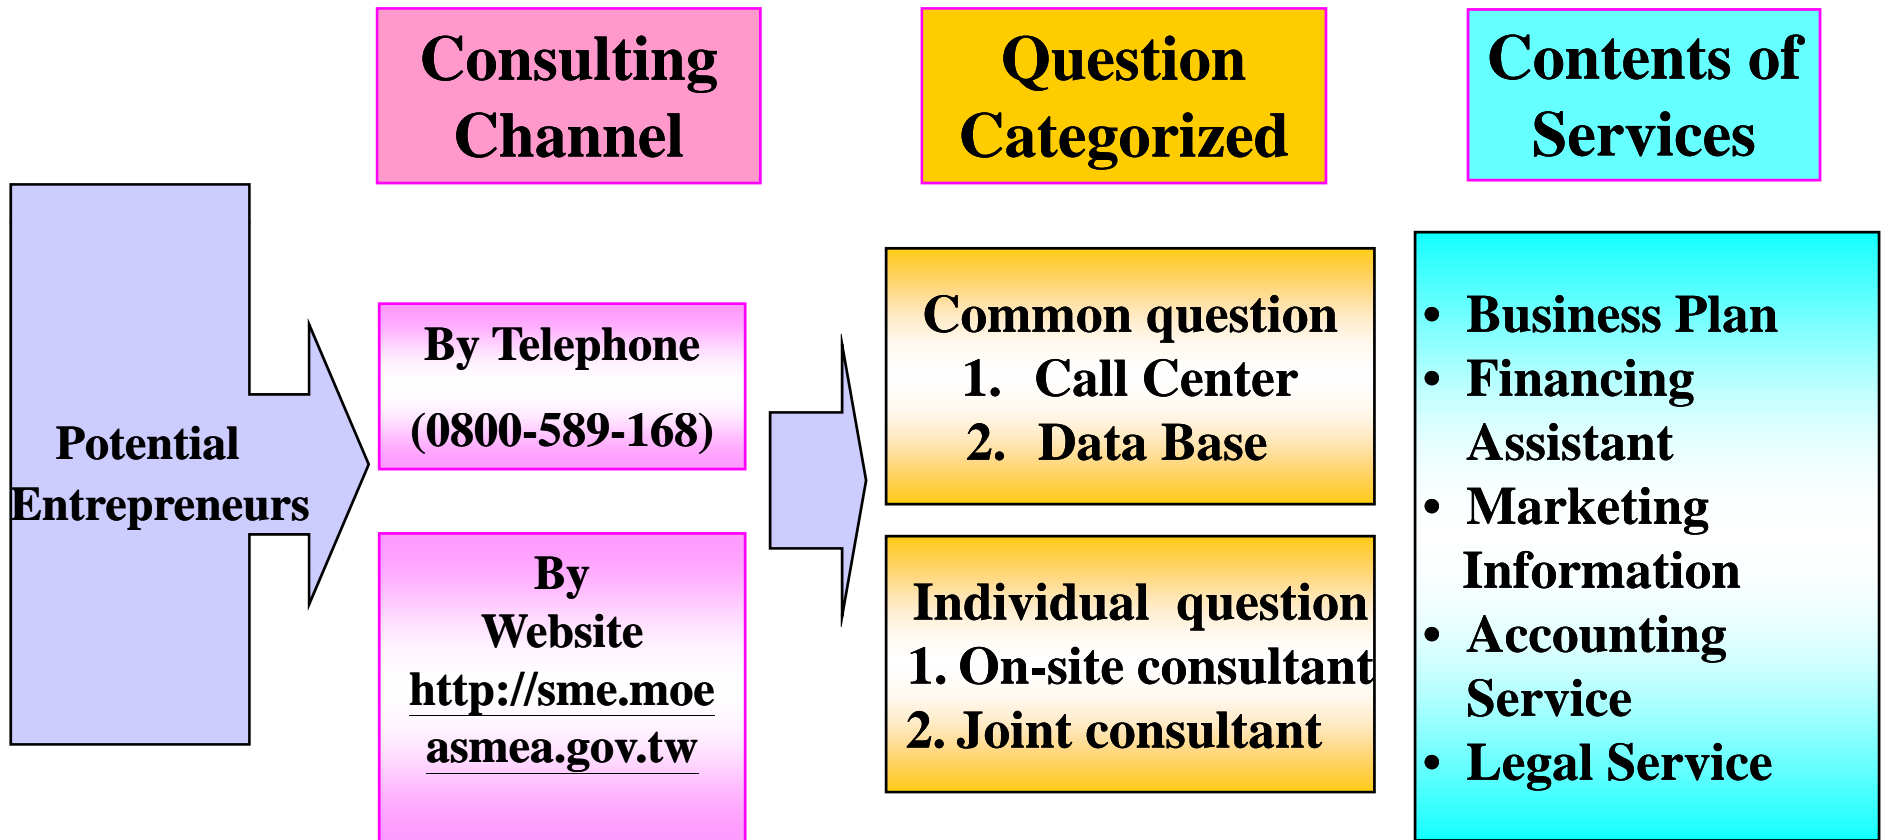 Consulting
Channel
Question
Categorized
Contents of
Services
Potential
Entrepreneurs
By Telephone
(0800-589-168)
By
Website
http://sme.moe
asmea.gov.tw
Common question
1. Call Center
2. Data Base
Individual question
1. On-site consultant
2. Joint consultant
• Business Plan
• Financing
Assistant
• Marketing
Information
• Accounting
Service
• Legal Service